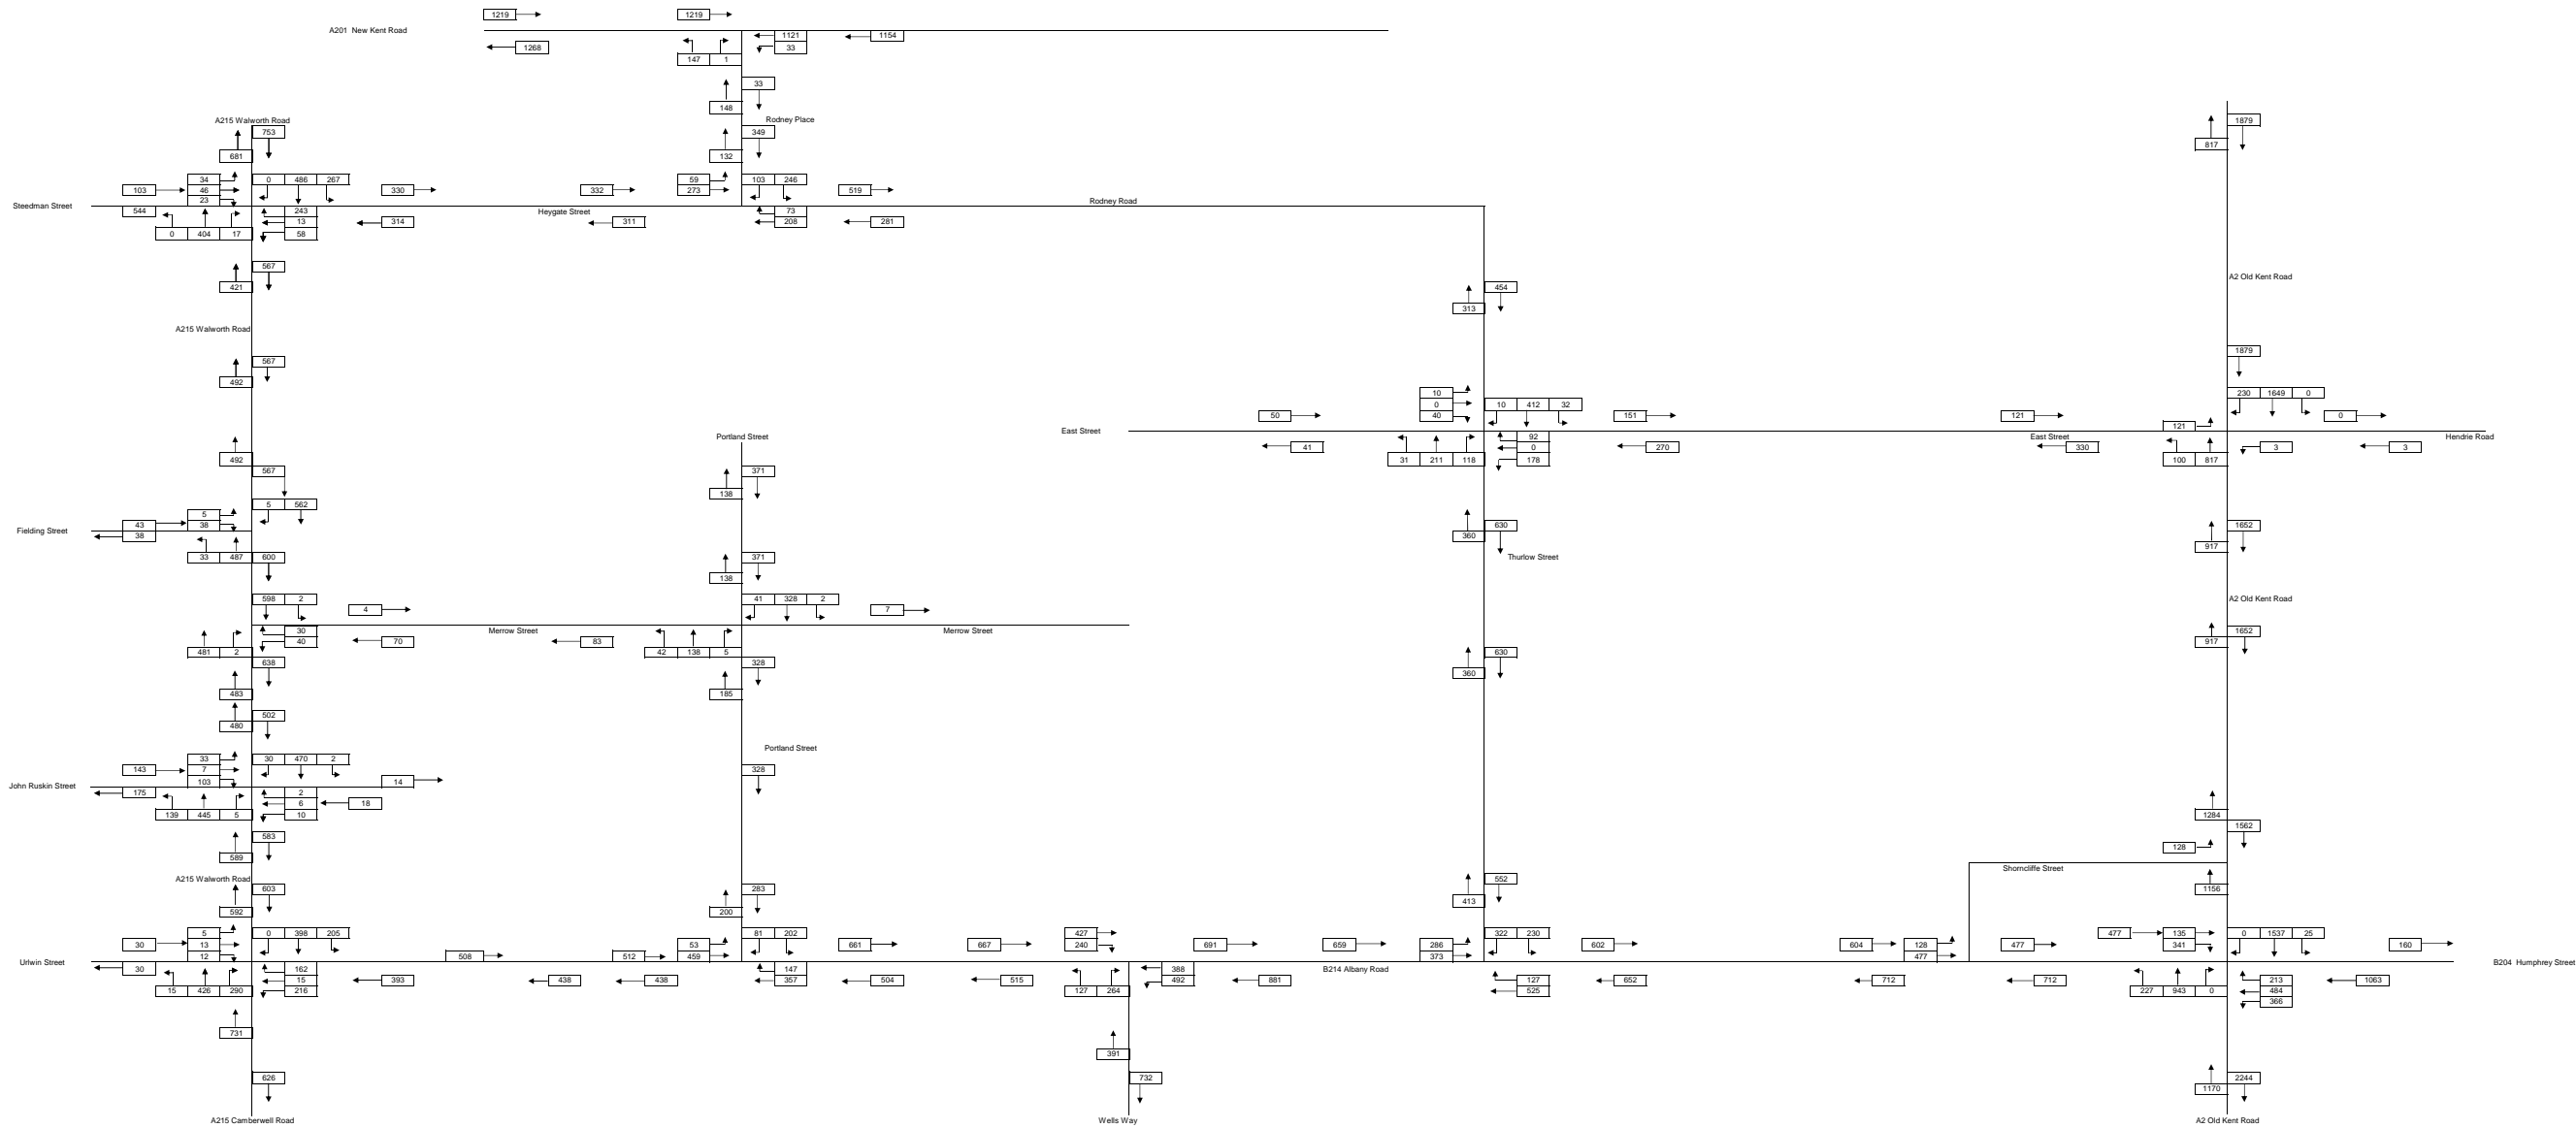 1219 1219
A201 New Kent Road 1121 1154
1268 33
147 1
33
148
A215 Walworth Road Rodney Place
753 349 1879
681 132 817
34 0 486 267 59 103 246
103 46 330 332 273 519
23
Steedman Street Rodney Road
544 243 Heygate Street 73
13 314 311 208 281
0 404 17 58
567 A2 Old Kent Road
421 454
313
A215 Walworth Road
567 1879
492
10 230 1649 0
0 10 412 32
50 40 151 121 0
121
East Street 92 East Street Hendrie Road
Portland Street 41 0 270 330 100 817 3 3
492 31 211 118 178
567 371
138
5 562
5
43 38 630 1652
Fielding Street
38 360
33 487 600 371 917
Thurlow Street
138
598 2 41 328 2 A2 Old Kent Road
4 7
30 Merrow Street Merrow Street 917 1652
40 70 83
481 2 42 138 5 630
638 328 360
483 185
502
480
Portland Street
33 30 470 2
143 7 328
103 14
John Ruskin Street
175 2
6 18
139 445 5 10 1284
583 1562
589 128
Shorncliffe Street
A215 Walworth Road
603 283 552 1156
592 200 413
5 0 398 205 81 202 427 322 230 135 0 1537 25
30 13 508 512 53 661 667 240 691 659 286 602 604 128 477 477 341 160
12 459 373 477
Urlwin Street B214 Albany Road B204 Humphrey Street
30 162 147 388 127 213
15 393 438 438 357 504 515 492 881 525 652 712 712 484 1063
15 426 290 216 127 264 227 943 0 366
731
391
626 732 2244
1170
A215 Camberwell Road Wells Way A2 Old Kent Road